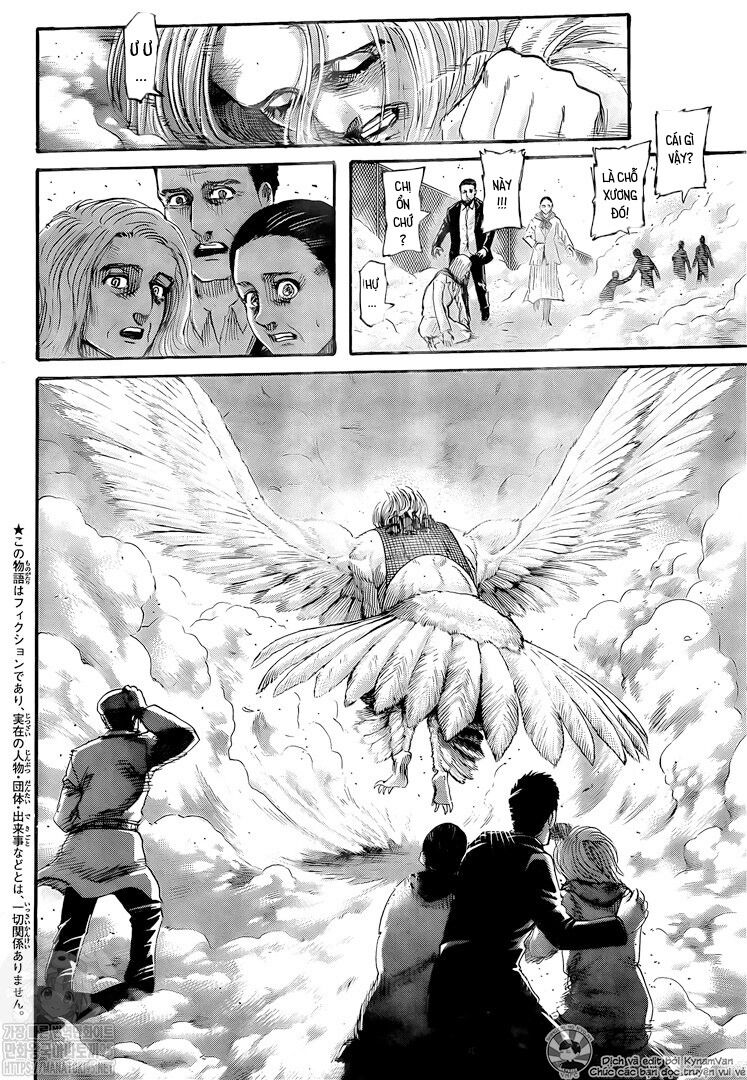 Ư
Ư
...
CÁI GÌ
VẬY?
LÀ CHỖ
XƯƠNG
ĐÓ!
NÀY
!!!
CHỊ
ỔN
CHỨ
?
HỰ
...
★この物語はフィクションであり、実在の人物・団体・出来事などとは、一切関係ありません。
HTTPS://MANATOKI.NET
Dịch và edit bởi KynamVan
Chúc các bạn đọc truyện vui vẻ